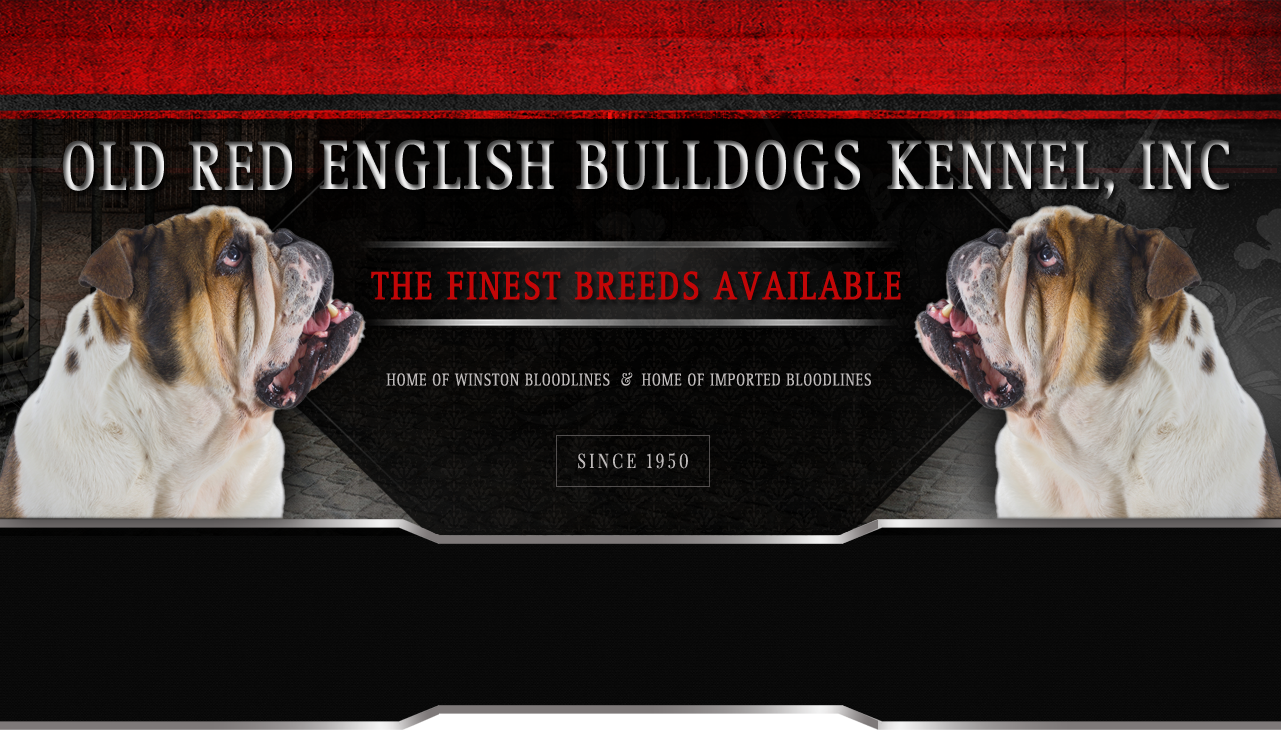 OLD RED ENGLISH BULLDOGS KENNEL, INC
THE FINEST BREEDS AVAILABLE
HOME OF WINSTON BLOODLINES & HOME OF IMPORTED BLOODLINES
SINCE 1950